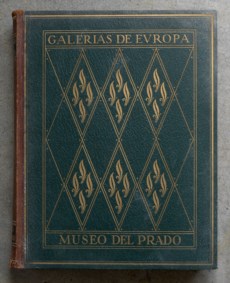 GALERIAS DE EVROPA
MUSEO DEL PRADO